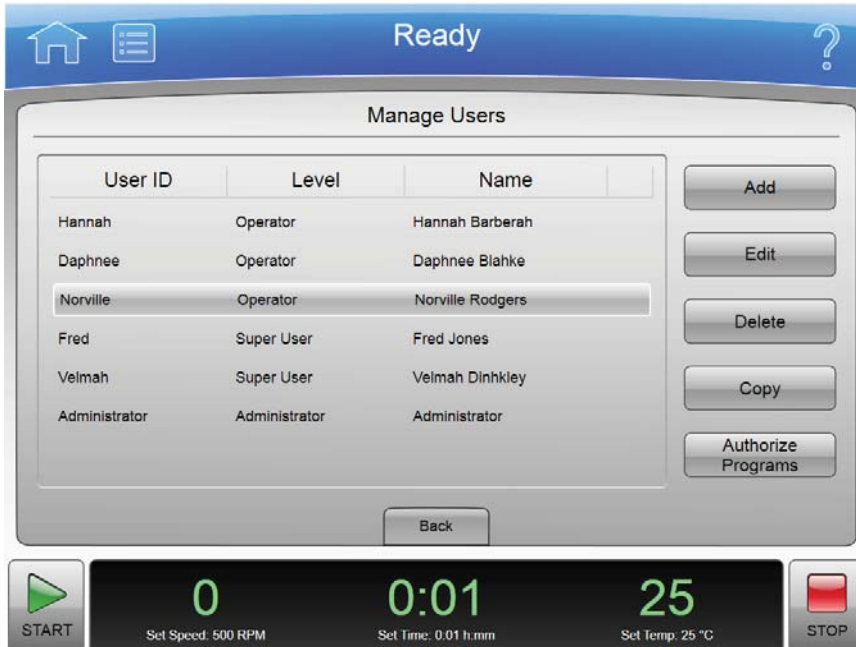 Ready
?
Manage Users
User ID Level Name
Hannah Operator Hannah Barberah
Daphnee Operator Daphnee Blahke
Norville Operator Norville Rodgers
Fred Super User Fred Jones
Velmah Super User Velmah Dinhkley
Administrator Administrator Administrator
Add
Edit
Delete
Copy
Authorize
Programs
Back
START
0 0:01 25
Set Speed: 500 RPM Set Time: 0:01 h:mm Set Temp: 25 °C
STOP